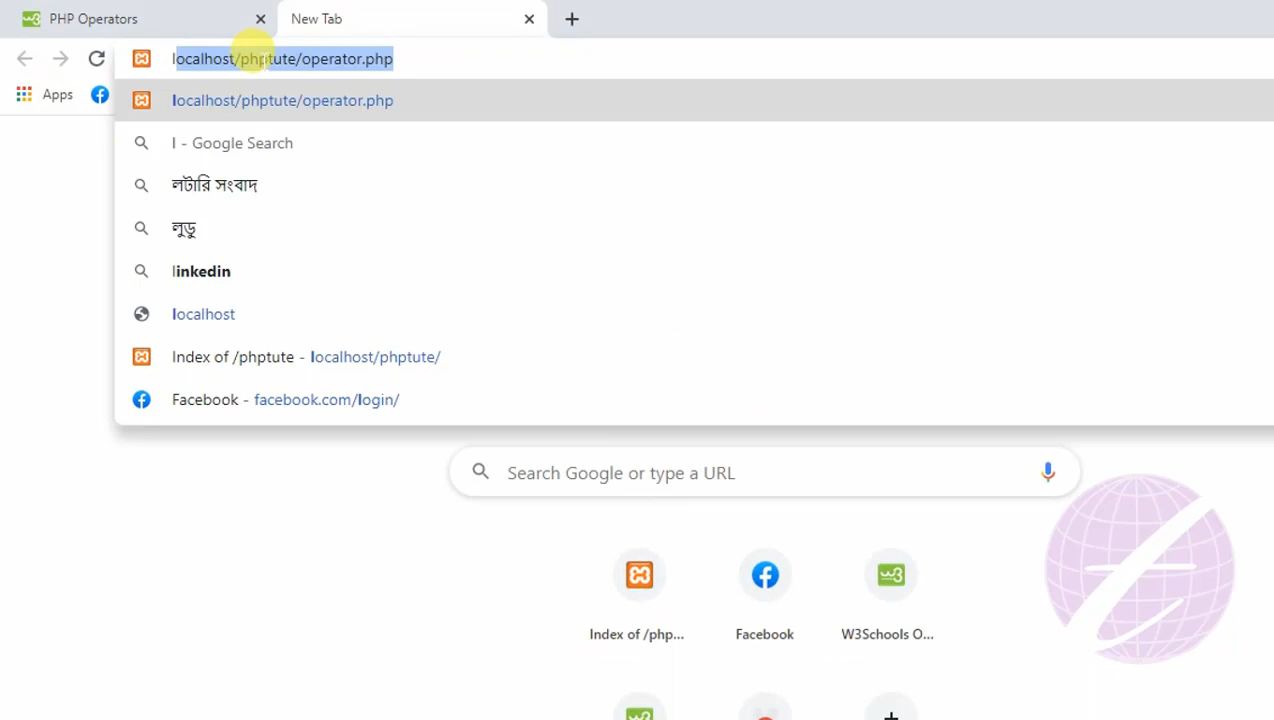 PHP Operators
New Tab
localhost/phptute/operator.php
Apps
localhost/phptute/operator.php
l - Google Search
লটারি সংবাদ
লুডু
linkedin
localhost
Index of /phptute - localhost/phptute/
Facebook - facebook.com/login/
Search Google or type a URL
Index of /php...
Facebook
W3Schools O...